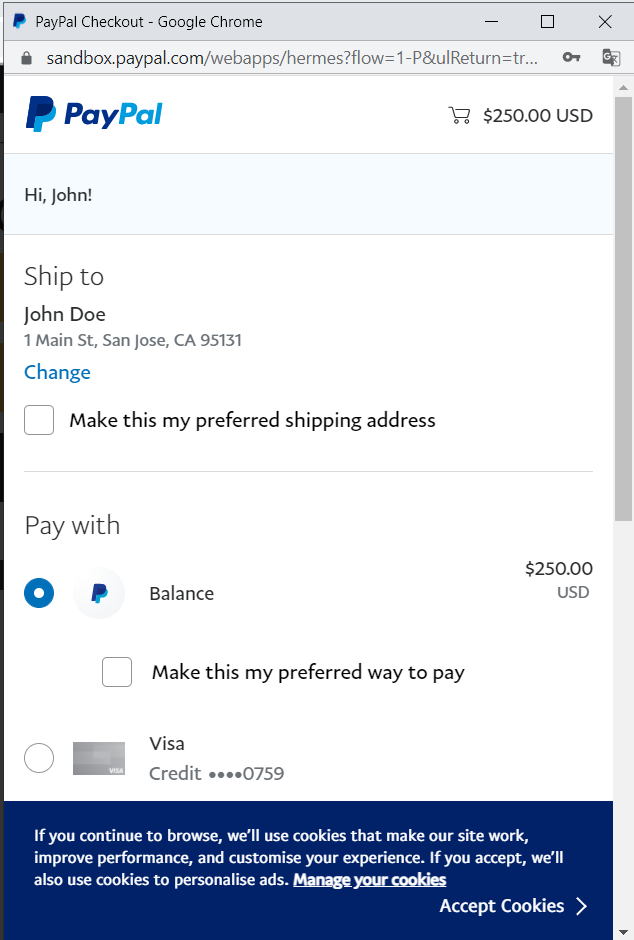 PayPal Checkout - Google Chrome
sandbox.paypal.com/webapps/hermes?flow=1-P&ulReturn=tr...
PayPal
$250.00 USD
Hi, John!
Ship to
John Doe
1 Main St, San Jose, CA 95131
Change
Make this my preferred shipping address
Pay with
Balance
$250.00
USD
Make this my preferred way to pay
VISA
Visa
Credit ••••0759
If you continue to browse, we’ll use cookies that make our site work,
improve performance, and customise your experience. If you accept, we’ll
also use cookies to personalise ads. Manage your cookies
Accept Cookies